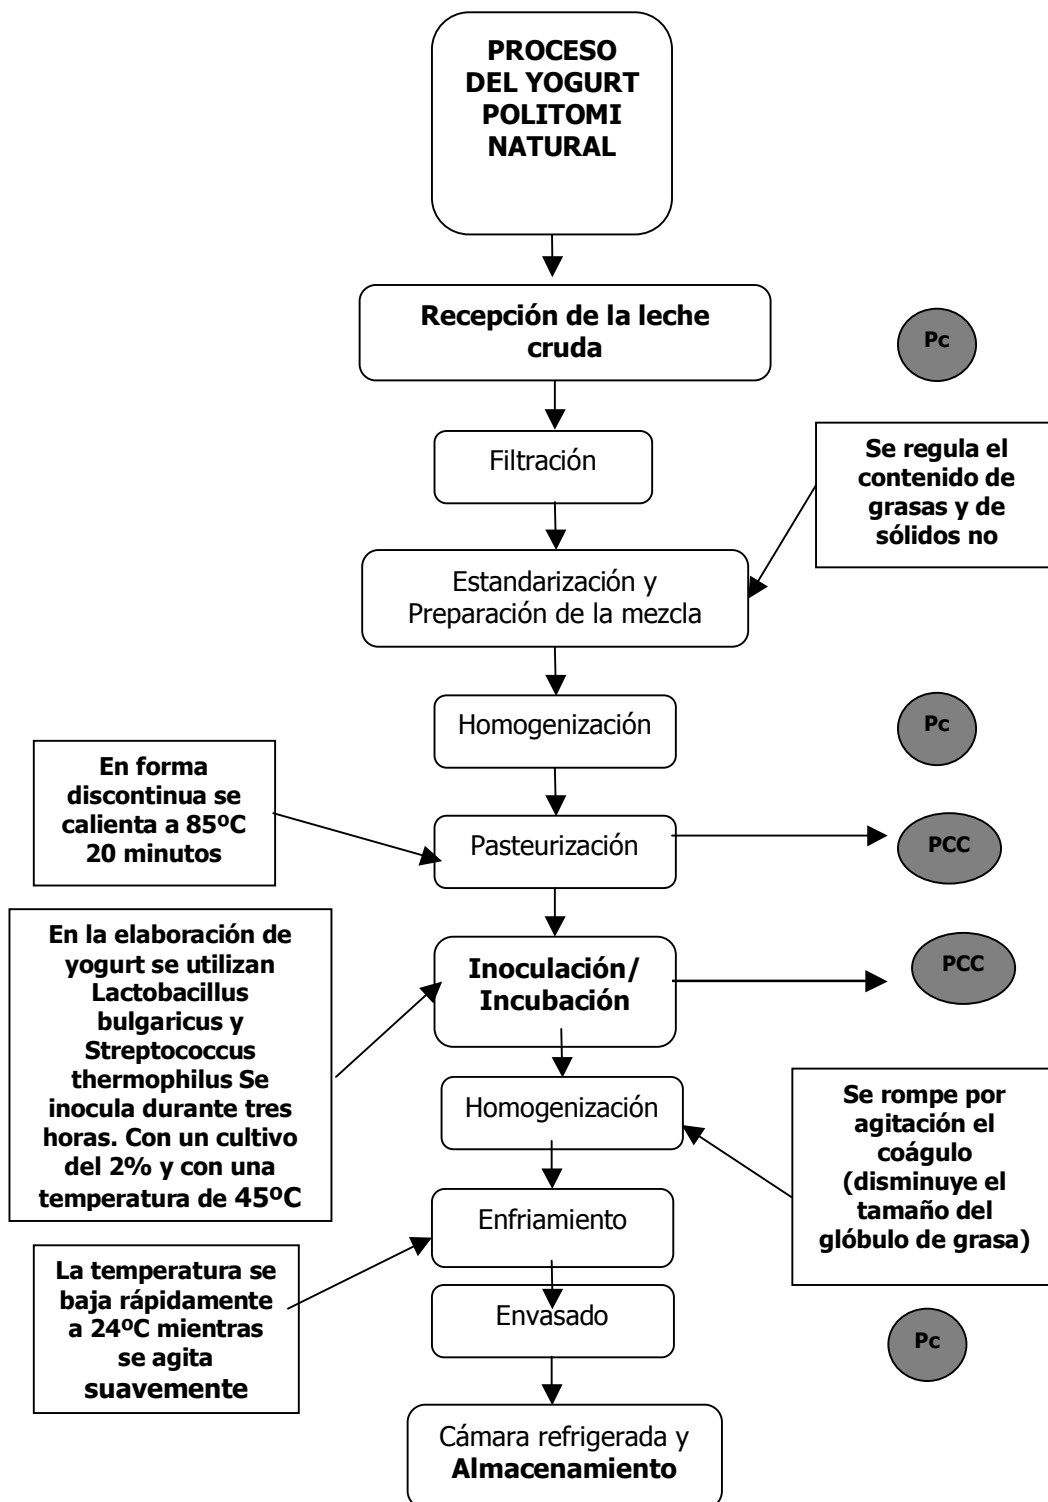 PROCESO
DEL YOGURT
POLITOMI
NATURAL
Recepción de la leche
cruda
Pc
Filtración
Se regula el
contenido de
grasas y de
sólidos no
Estandarización y
Preparación de la mezcla
Homogenización
Pc
En forma
discontinua se
calienta a 85ºC
20 minutos
Pasteurización
PCC
En la elaboración de
yogurt se utilizan
Lactobacillus
bulgaricus y
Streptococcus
thermophilus Se
inocula durante tres
horas. Con un cultivo
del 2% y con una
temperatura de 45ºC
Inoculación/
Incubación
PCC
Homogenización
Se rompe por
agitación el
coágulo
(disminuye el
tamaño del
glóbulo de grasa)
Enfriamiento
La temperatura se
baja rápidamente
a 24ºC mientras
se agita
suavemente
Envasado
Pc
Cámara refrigerada y
Almacenamiento